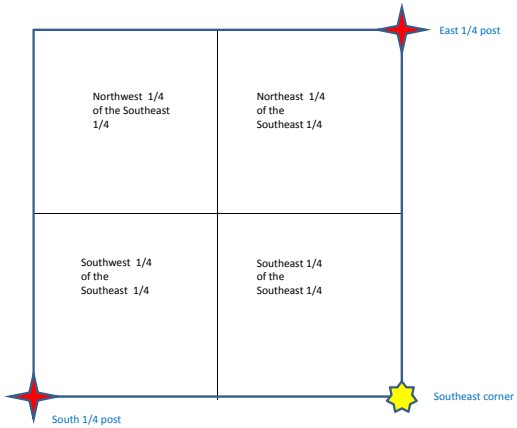 East 1/4 post
Northwest 1/4
of the Southeast
1/4
Northeast 1/4
of the
Southeast 1/4
Southwest 1/4
of the
Southeast 1/4
Southeast 1/4
of the
Southeast 1/4
Southeast corner
South 1/4 post